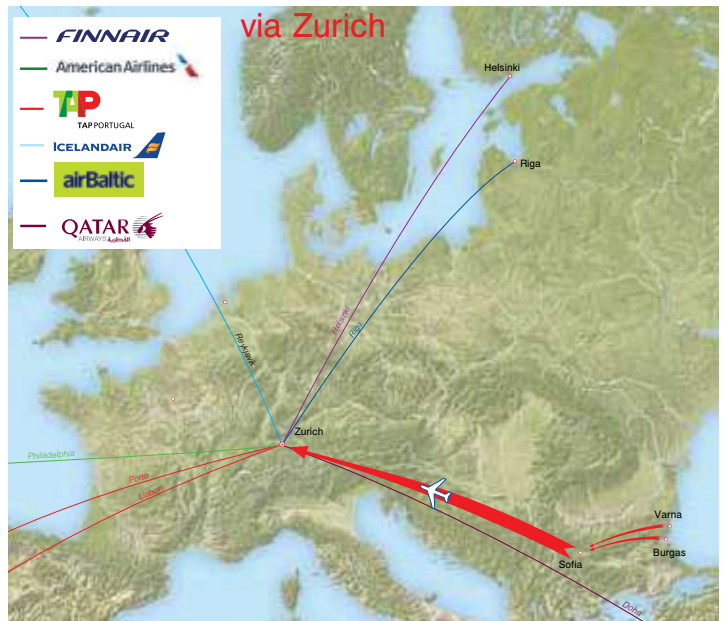 via Zurich
FINNAIR
American Airlines
TAP
TAP PORTUGAL
ICELANDAIR
airBaltic
QATAR
AIRWAYS القطرية
Helsinki
Riga
Helsinki
Riga
Reykjavik
Zurich
Philadelphia
Porto
Lisbon
Varna
Burgas
Sofia
Doha